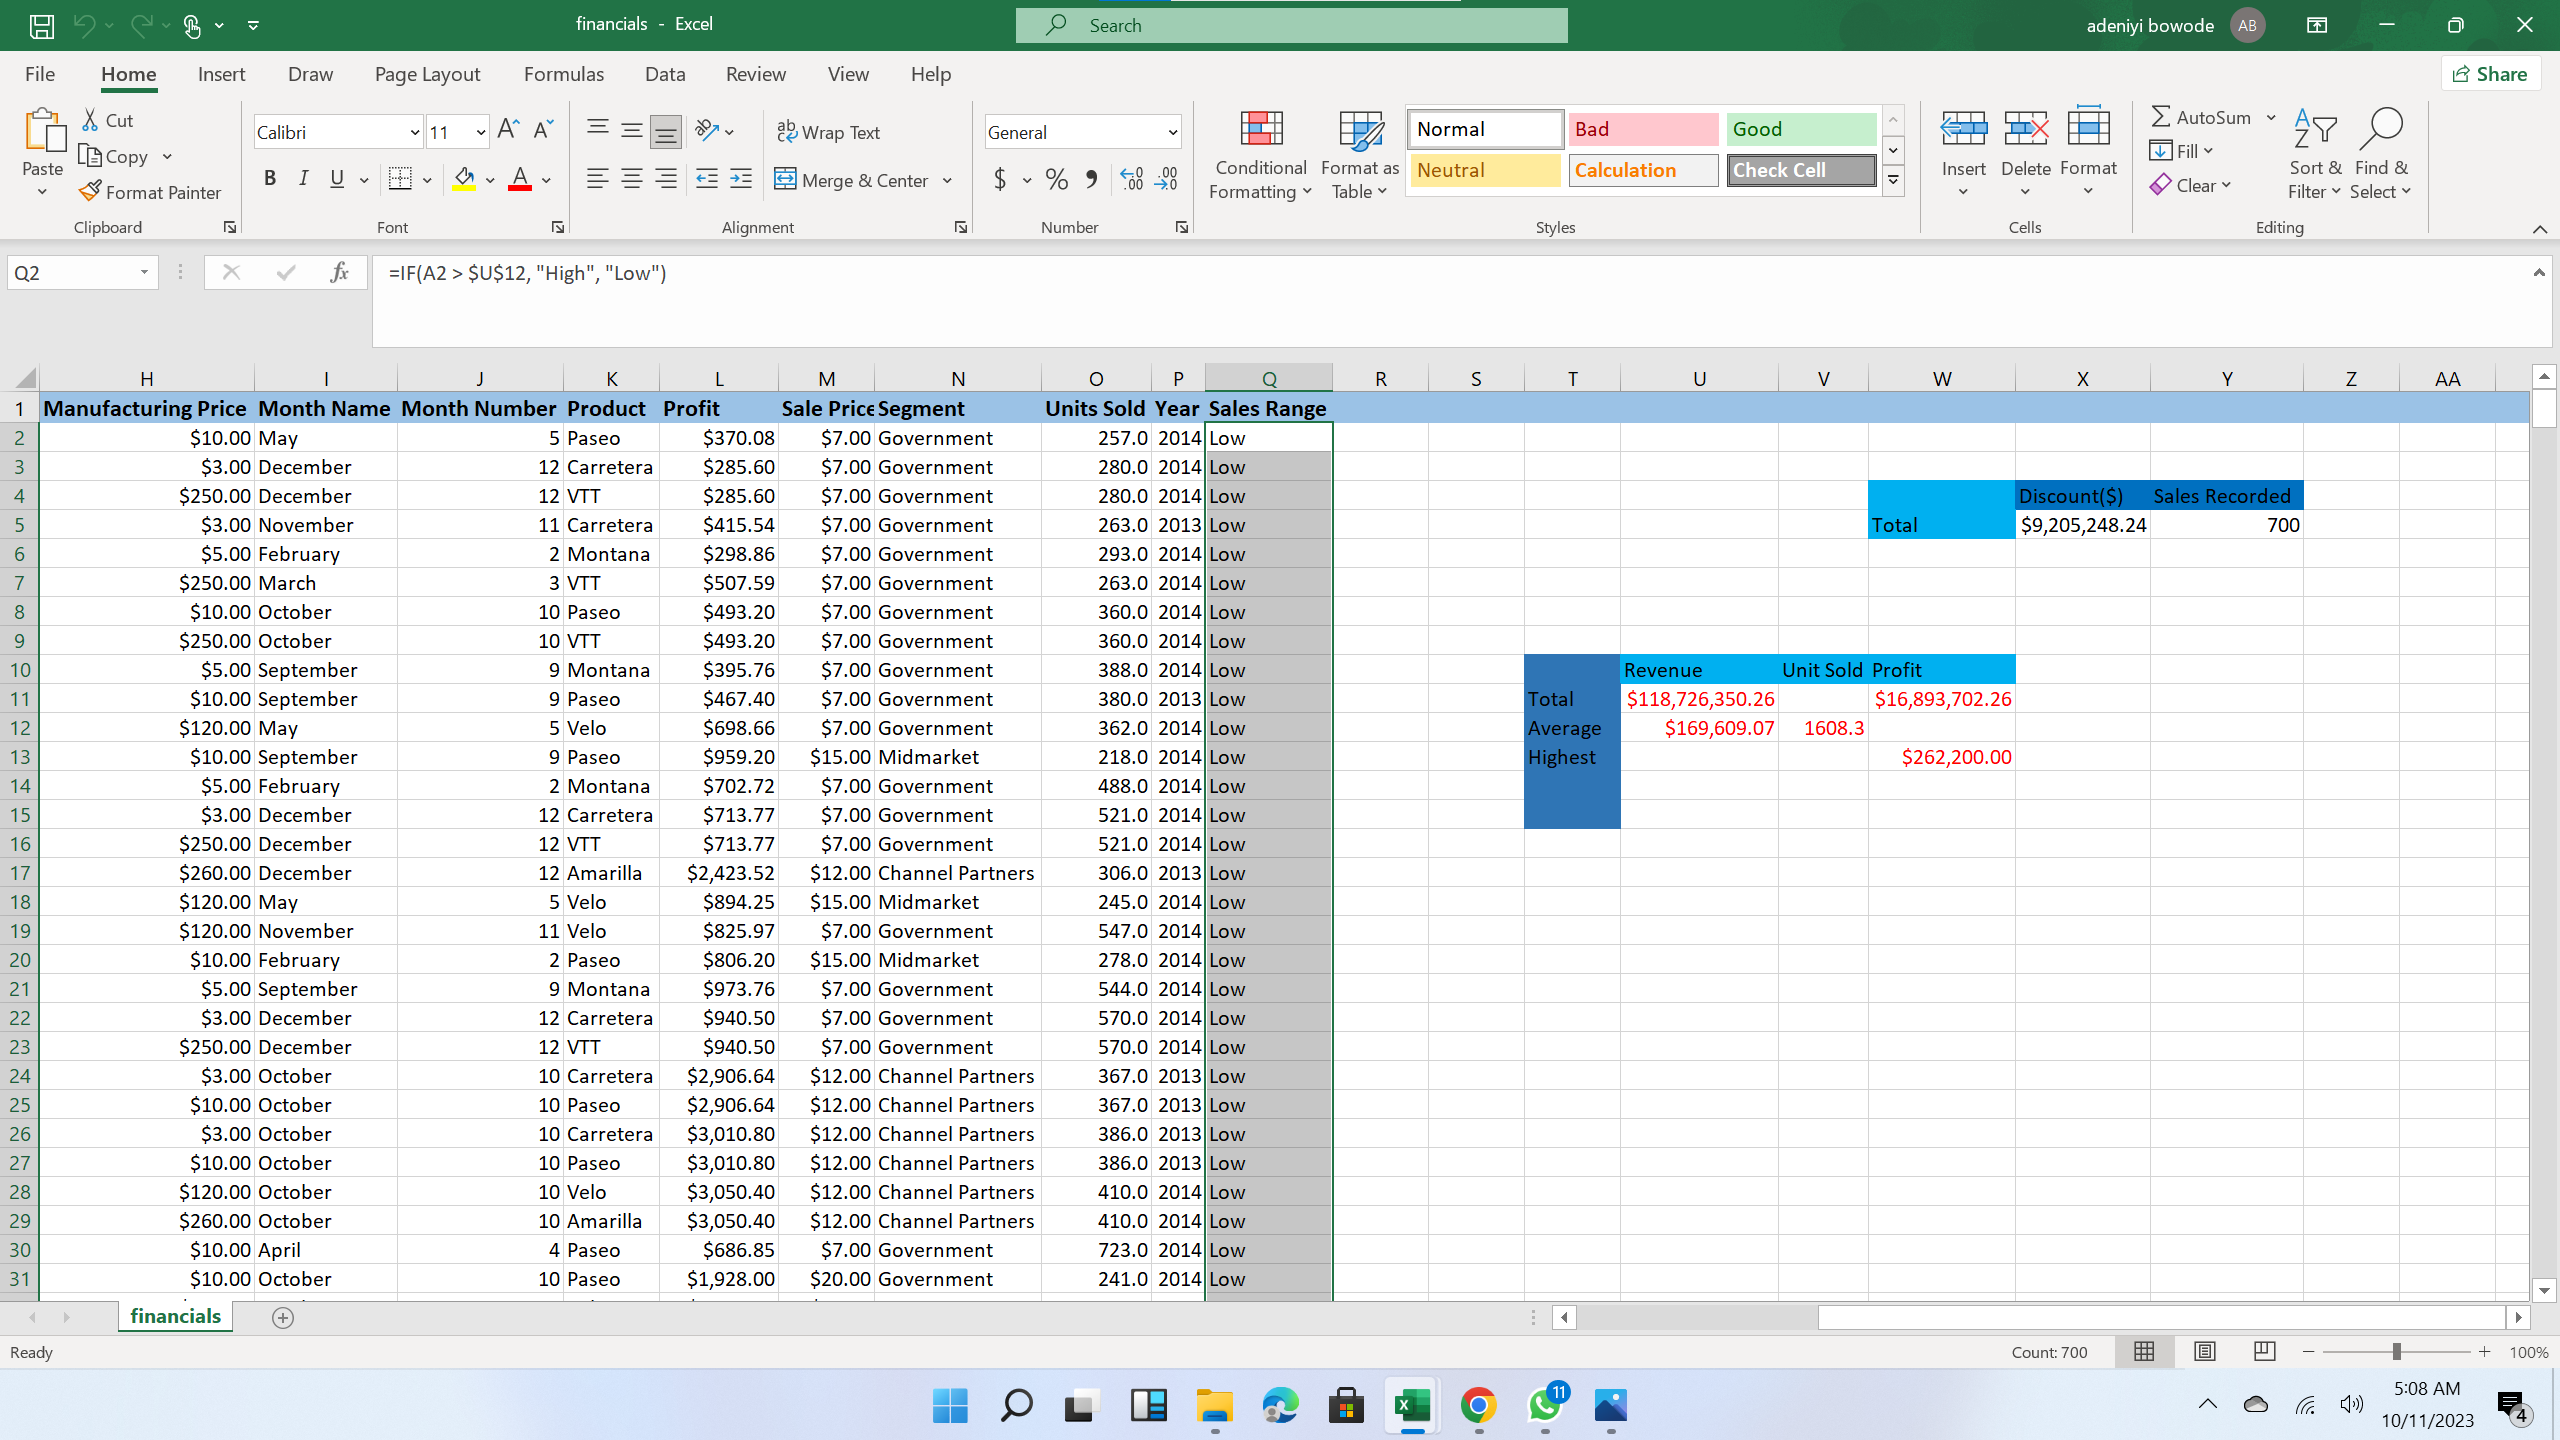 financials - Excel
Search
adeniyi bowode AB
File Home Insert Draw Page Layout Formulas Data Review View Help Share
Paste Cut Copy Format Painter Clipboard
Calibri 11 B I U A Font
ab Wrap Text Merge & Center Alignment
General $ % Number
Conditional Formatting Format as Table
Normal Bad Good
Neutral Calculation Check Cell
Styles
Insert Delete Format Cells
AutoSum Fill Clear Sort & Filter Find & Select Editing
Q2 fx =IF(A2 > $U$12, "High", "Low")
H I J K L M N O P Q R S T U V W X Y Z AA
1 Manufacturing Price Month Name Month Number Product Profit Sale Price Segment Units Sold Year Sales Range
2 $10.00 May 5 Paseo $370.08 $7.00 Government 257.0 2014 Low
3 $3.00 December 12 Carretera $285.60 $7.00 Government 280.0 2014 Low
4 $250.00 December 12 VTT $285.60 $7.00 Government 280.0 2014 Low Discount($) Sales Recorded
5 $3.00 November 11 Carretera $415.54 $7.00 Government 263.0 2013 Low Total $9,205,248.24 700
6 $5.00 February 2 Montana $298.86 $7.00 Government 293.0 2014 Low
7 $250.00 March 3 VTT $507.59 $7.00 Government 263.0 2014 Low
8 $10.00 October 10 Paseo $493.20 $7.00 Government 360.0 2014 Low
9 $250.00 October 10 VTT $493.20 $7.00 Government 360.0 2014 Low
10 $5.00 September 9 Montana $395.76 $7.00 Government 388.0 2014 Low Revenue Unit Sold Profit
11 $10.00 September 9 Paseo $467.40 $7.00 Government 380.0 2013 Low Total $118,726,350.26 $16,893,702.26
12 $120.00 May 5 Velo $698.66 $7.00 Government 362.0 2014 Low Average $169,609.07 1608.3
13 $10.00 September 9 Paseo $959.20 $15.00 Midmarket 218.0 2014 Low Highest $262,200.00
14 $5.00 February 2 Montana $702.72 $7.00 Government 488.0 2014 Low
15 $3.00 December 12 Carretera $713.77 $7.00 Government 521.0 2014 Low
16 $250.00 December 12 VTT $713.77 $7.00 Government 521.0 2014 Low
17 $260.00 December 12 Amarilla $2,423.52 $12.00 Channel Partners 306.0 2013 Low
18 $120.00 May 5 Velo $894.25 $15.00 Midmarket 245.0 2014 Low
19 $120.00 November 11 Velo $825.97 $7.00 Government 547.0 2014 Low
20 $10.00 February 2 Paseo $806.20 $15.00 Midmarket 278.0 2014 Low
21 $5.00 September 9 Montana $973.76 $7.00 Government 544.0 2014 Low
22 $3.00 December 12 Carretera $940.50 $7.00 Government 570.0 2014 Low
23 $250.00 December 12 VTT $940.50 $7.00 Government 570.0 2014 Low
24 $3.00 October 10 Carretera $2,906.64 $12.00 Channel Partners 367.0 2013 Low
25 $10.00 October 10 Paseo $2,906.64 $12.00 Channel Partners 367.0 2013 Low
26 $3.00 October 10 Carretera $3,010.80 $12.00 Channel Partners 386.0 2013 Low
27 $10.00 October 10 Paseo $3,010.80 $12.00 Channel Partners 386.0 2013 Low
28 $120.00 October 10 Velo $3,050.40 $12.00 Channel Partners 410.0 2014 Low
29 $260.00 October 10 Amarilla $3,050.40 $12.00 Channel Partners 410.0 2014 Low
30 $10.00 April 4 Paseo $686.85 $7.00 Government 723.0 2014 Low
31 $10.00 October 10 Paseo $1,928.00 $20.00 Government 241.0 2014 Low
financials
Ready Count: 700 100%
11 5:08 AM
10/11/2023 4